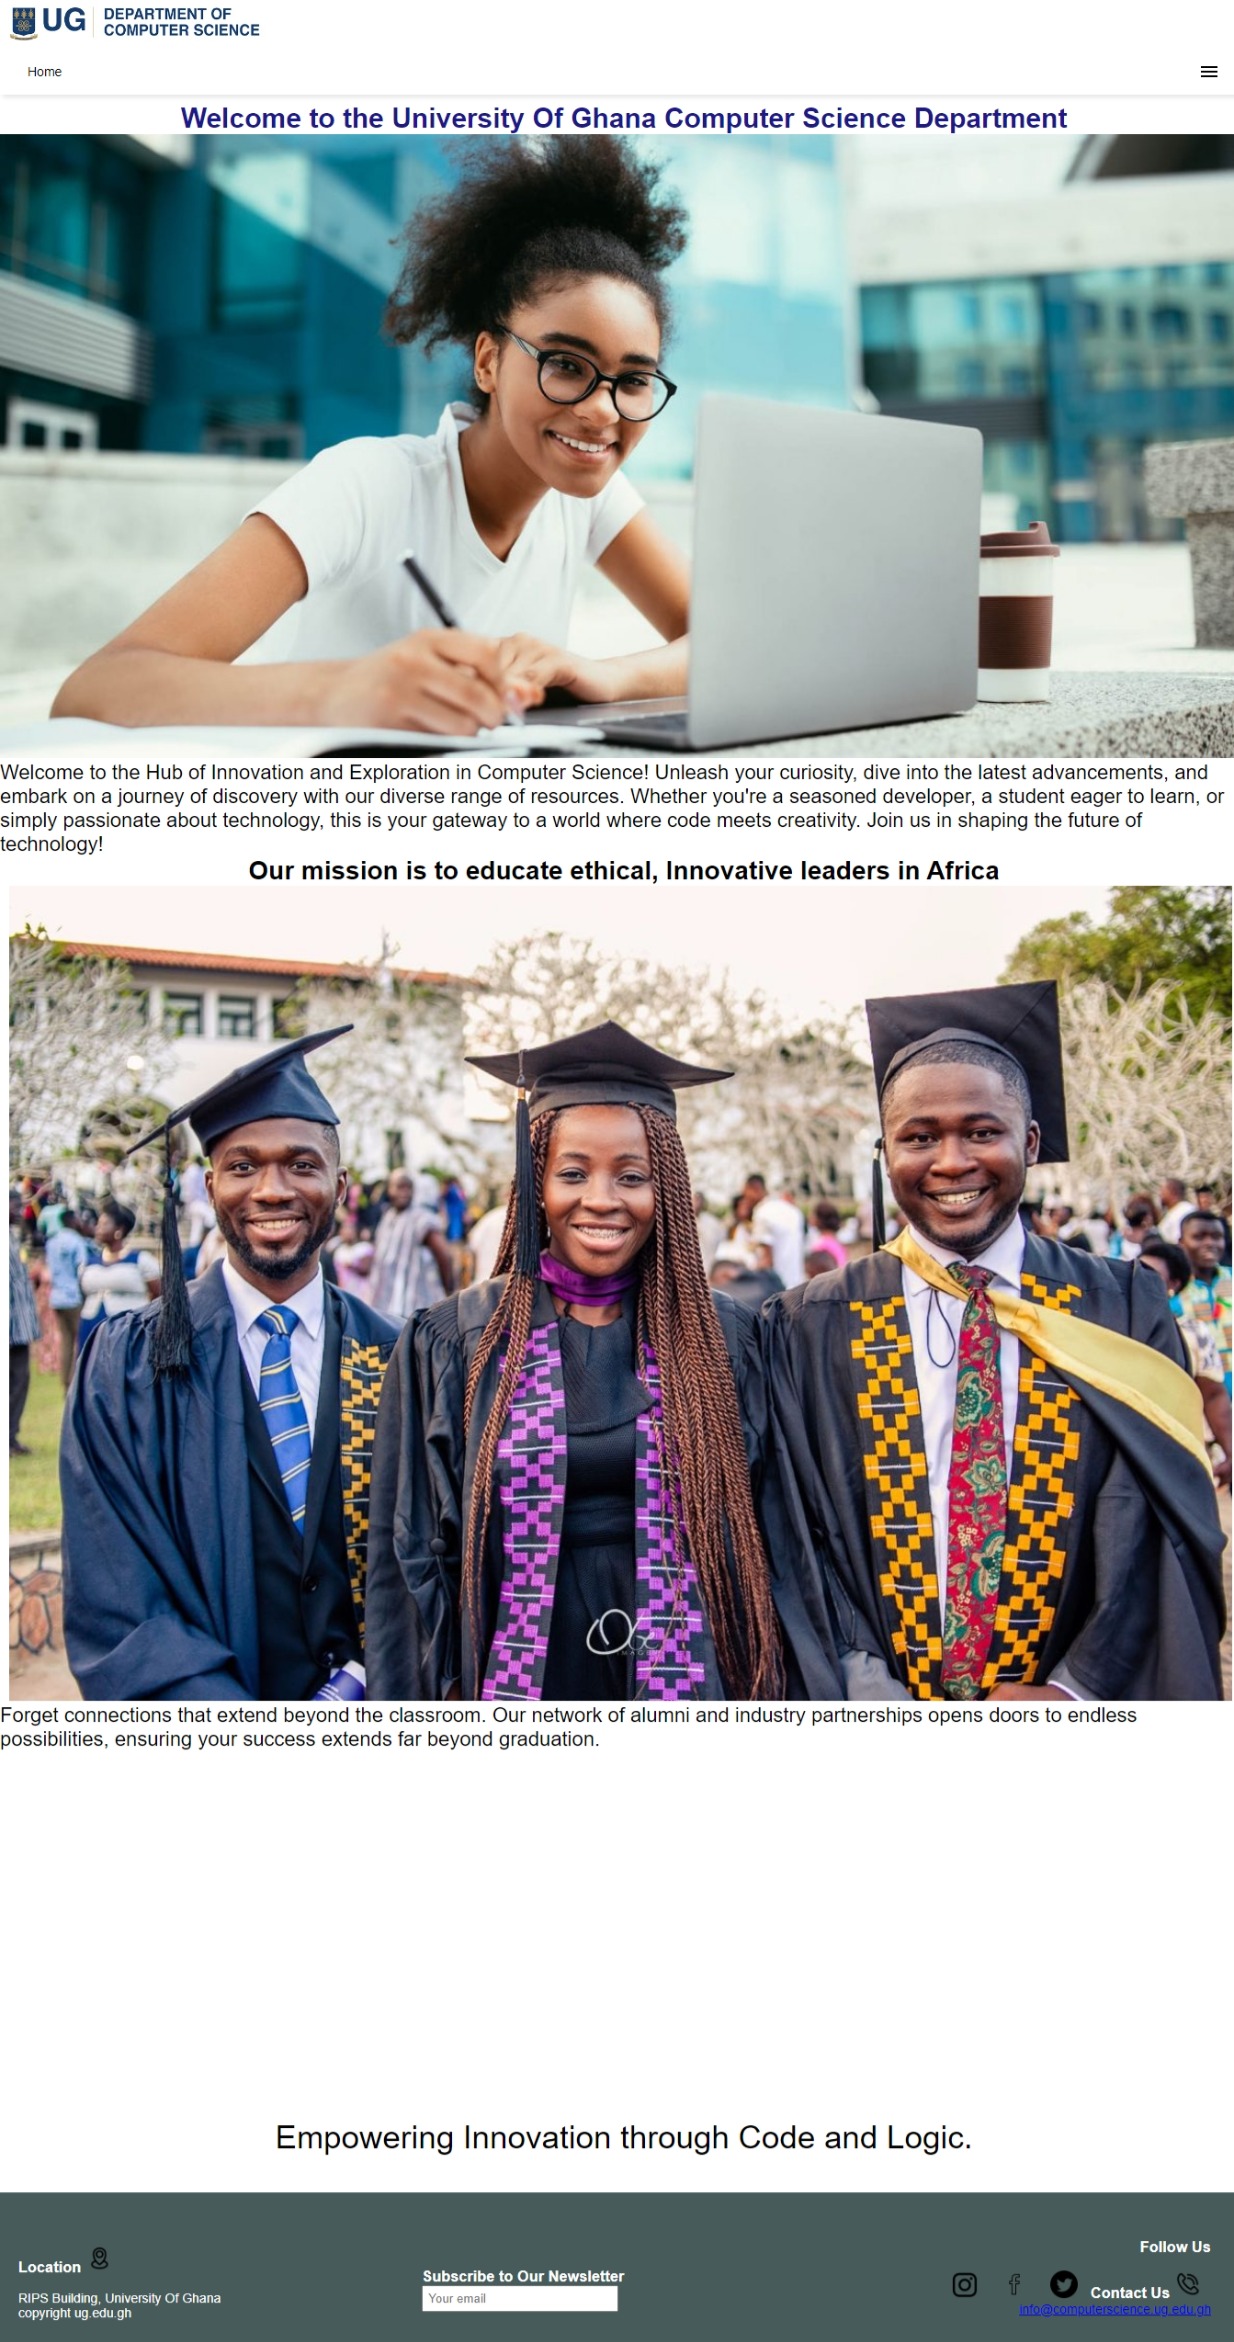 UG
DEPARTMENT OF
COMPUTER SCIENCE
Home
Welcome to the University Of Ghana Computer Science Department
Welcome to the Hub of Innovation and Exploration in Computer Science! Unleash your curiosity, dive into the latest advancements, and
embark on a journey of discovery with our diverse range of resources. Whether you're a seasoned developer, a student eager to learn, or
simply passionate about technology, this is your gateway to a world where code meets creativity. Join us in shaping the future of
technology!
Our mission is to educate ethical, Innovative leaders in Africa
Forget connections that extend beyond the classroom. Our network of alumni and industry partnerships opens doors to endless
possibilities, ensuring your success extends far beyond graduation.
Empowering Innovation through Code and Logic.
Location
RIPS Building, University Of Ghana
copyright ug.edu.gh
Subscribe to Our Newsletter
Your email
Follow Us
Contact Us
info@computerscience.ug.edu.gh